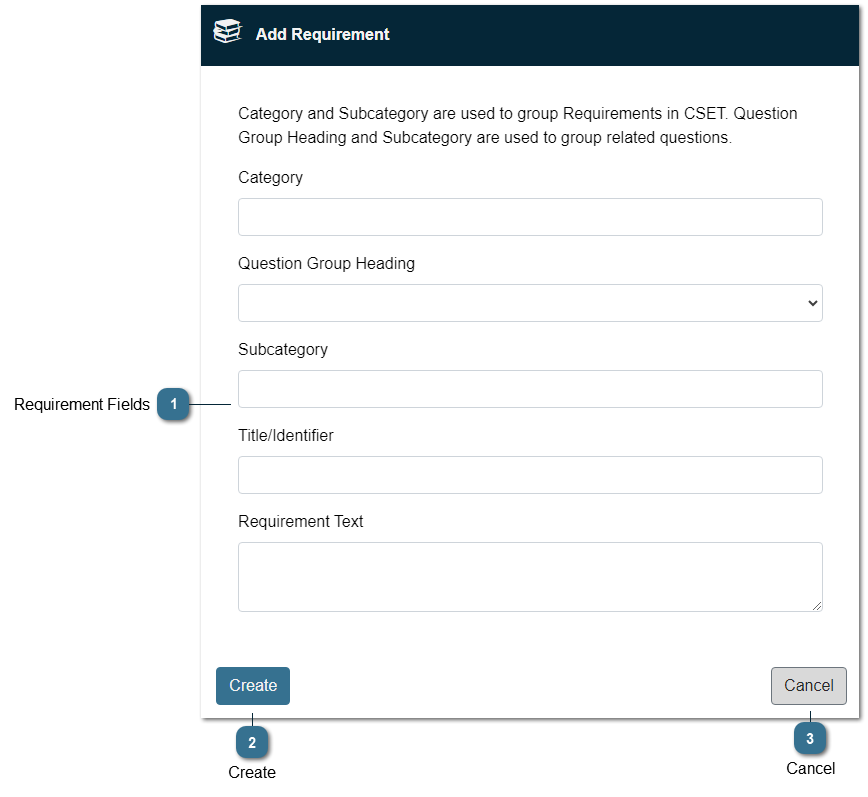 Add Requirement
Category and Subcategory are used to group Requirements in CSET. Question
Group Heading and Subcategory are used to group related questions.
Category
Question Group Heading
Subcategory
Requirement Fields 1
Title/Identifier
Requirement Text
Create
Cancel
2
Create
3
Cancel